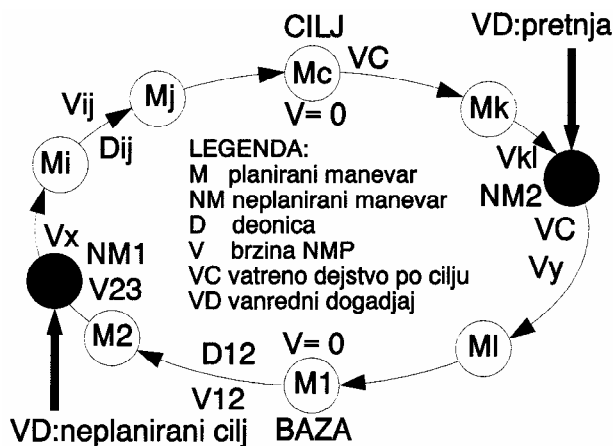 CILJ
VD:pretnja
VC
Mc
V= 0
Vij
Mj
Mk
Dij
Vkl
Mi
LEGENDA:
M planirani manevar
NM neplanirani manevar
D deonica
V brzina NMP
VC vatreno dejstvo po cilju
VD vanredni dogadjaj
NM2
VC
Vy
Vx
NM1
V23
M2
D12
V12
V= 0
M1
BAZA
Ml
VD:neplanirani cilj